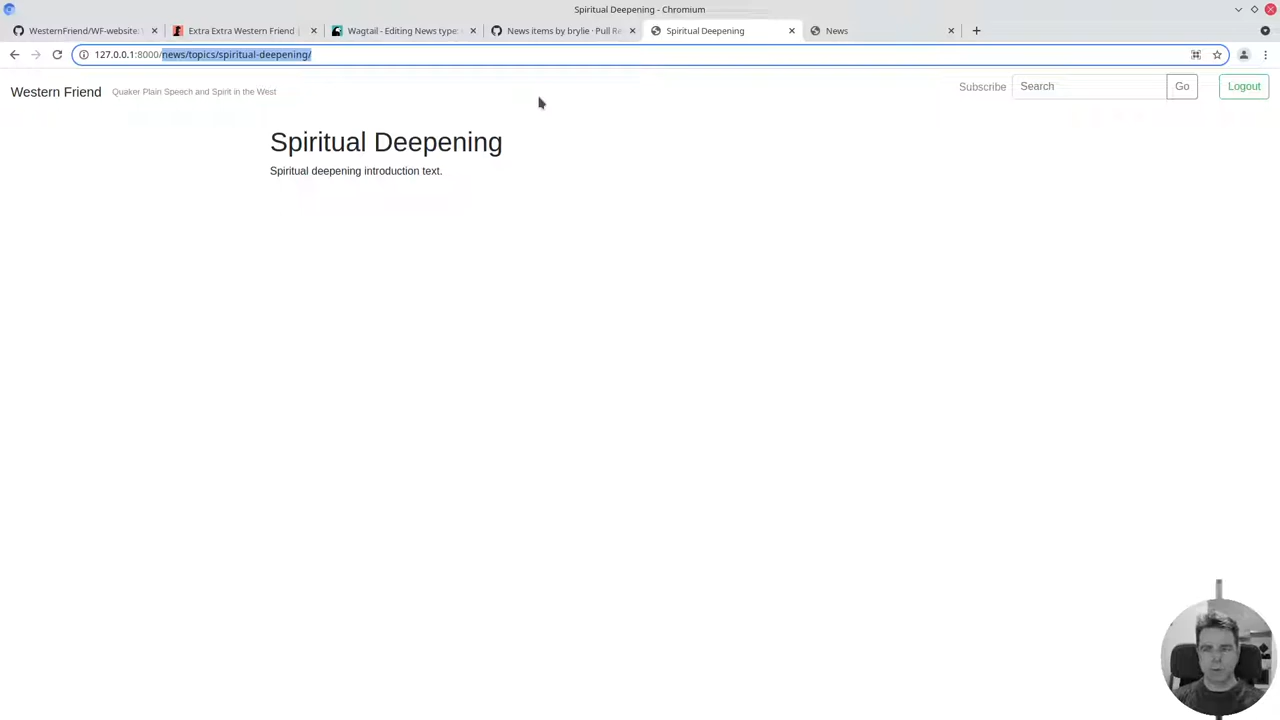 Spiritual Deepening - Chromium
WesternFriend/WF-website:
Extra Extra Western Friend |
Wagtail - Editing News type:
News items by brylie · Pull Re
Spiritual Deepening
News
127.0.0.1:8000/news/topics/spiritual-deepening/
Western Friend
Quaker Plain Speech and Spirit in the West
Subscribe
Search
Go
Logout
Spiritual Deepening
Spiritual deepening introduction text.